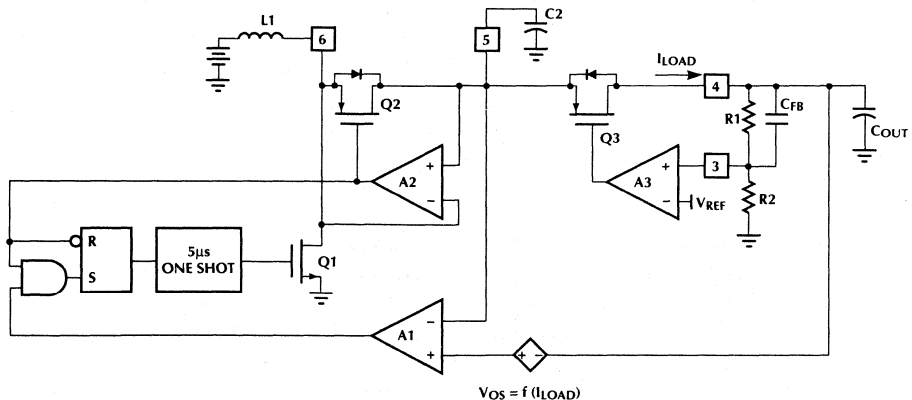 L1
6
5
C2
ILOAD
4
Q2
Q3
R1
CFB
COUT
+
A2
−
+
A3
−
3
VREF
R2
R
S
5µs
ONE SHOT
Q1
A1
−
+
+ −
VOS = f (ILOAD)